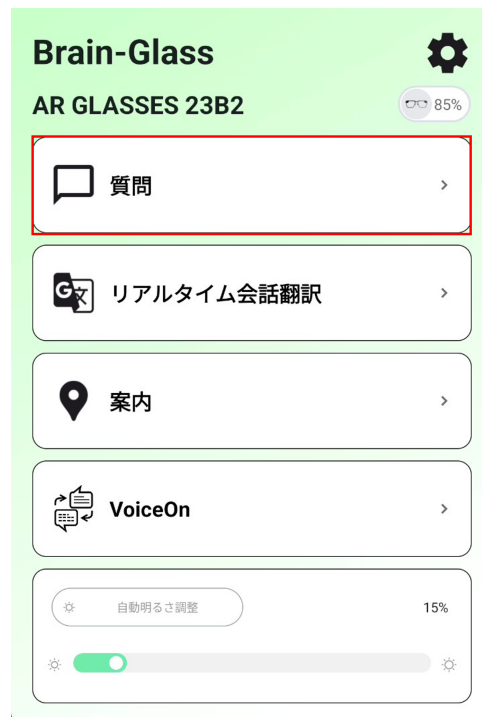 Brain-Glass
AR GLASSES 23B2
85%
質問
リアルタイム会話翻訳
案内
VoiceOn
自動明るさ調整
15%